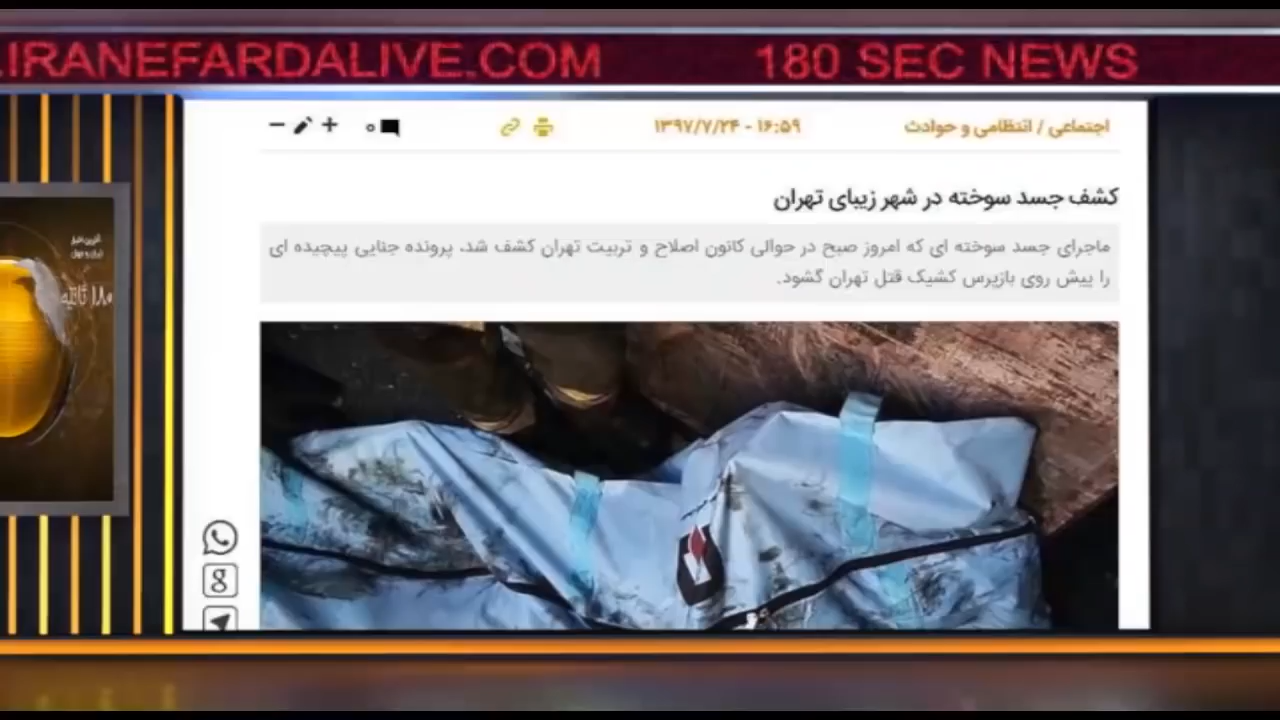 .IRANEFARDALIVE.COM 180 SEC NEWS
اجتماعی / انتظامی و حوادث
۱۳۹۷/۷/۲۴ - ۱۶:۵۹
کشف جسد سوخته در شهر زیبای تهران
ماجرای جسد سوخته ای که امروز صبح در حوالی کانون اصلاح و تربیت تهران کشف شد، پرونده جنایی پیچیده ای
را پیش روی بازپرس کشیک قتل تهران گشود.
۱۸۰ ثانیه